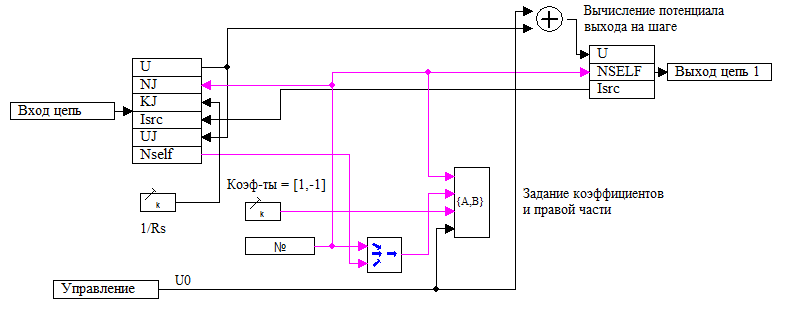 Вычисление потенциала
выхода на шаге
U
NJ
KJ
Isrc
UJ
Nself
U
NSELF
Isrc
Выход цепь 1
Вход цепь
k
1/Rs
Коэф-ты = [1,-1]
k
{A,B}
Задание коэффициентов
и правой части
№
Управление
U0